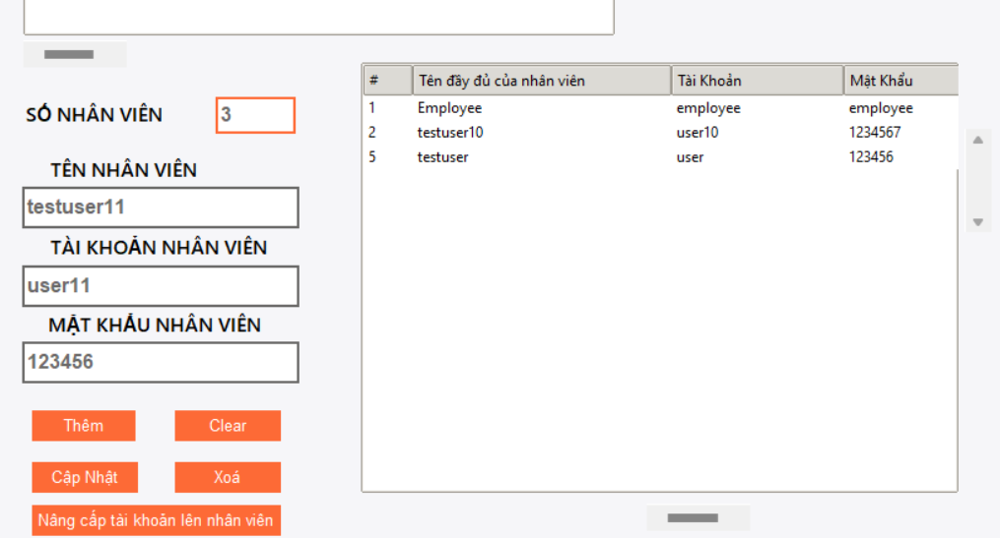 SỐ NHÂN VIÊN 3
TÊN NHÂN VIÊN
testuser11
TÀI KHOẢN NHÂN VIÊN
user11
MẬT KHẨU NHÂN VIÊN
123456
Thêm Clear
Cập Nhật Xoá
Nâng cấp tài khoản lên nhân viên
# Tên đầy đủ của nhân viên Tài Khoản Mật Khẩu
1 Employee employee employee
2 testuser10 user10 1234567
5 testuser user 123456